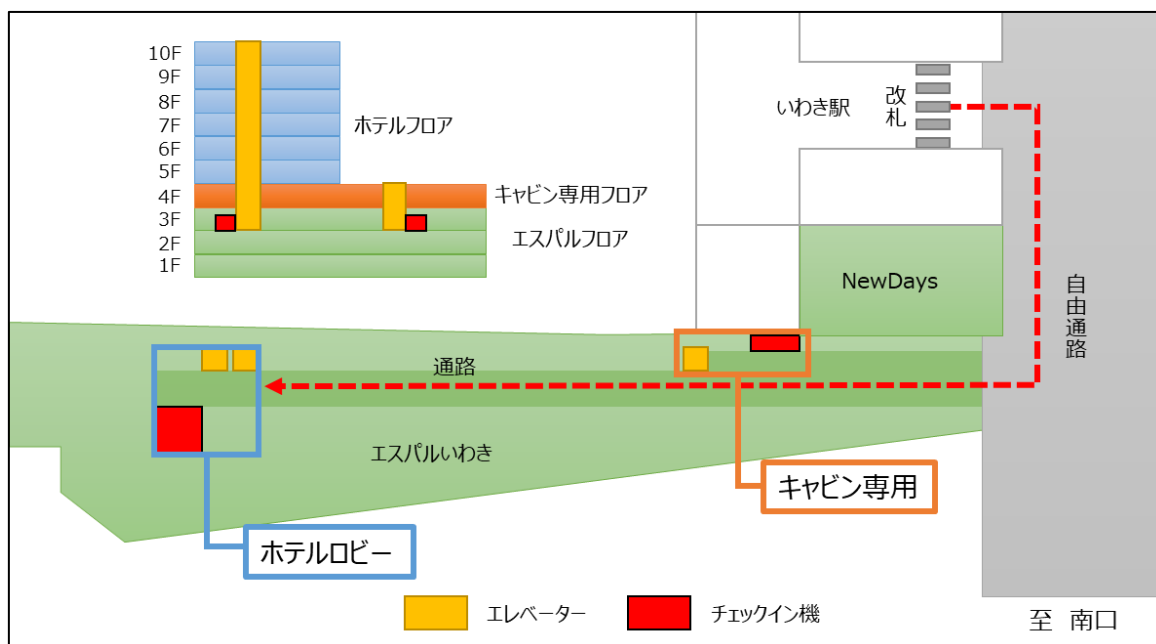 10F
9F
8F
7F
6F
5F
4F
3F
2F
1F
ホテルフロア
キャビン専用フロア
エスパルフロア
いわき駅
改札
NewDays
自由通路
通路
エスパルいわき
キャビン専用
ホテルロビー
エレベーター
チェックイン機
至 南口